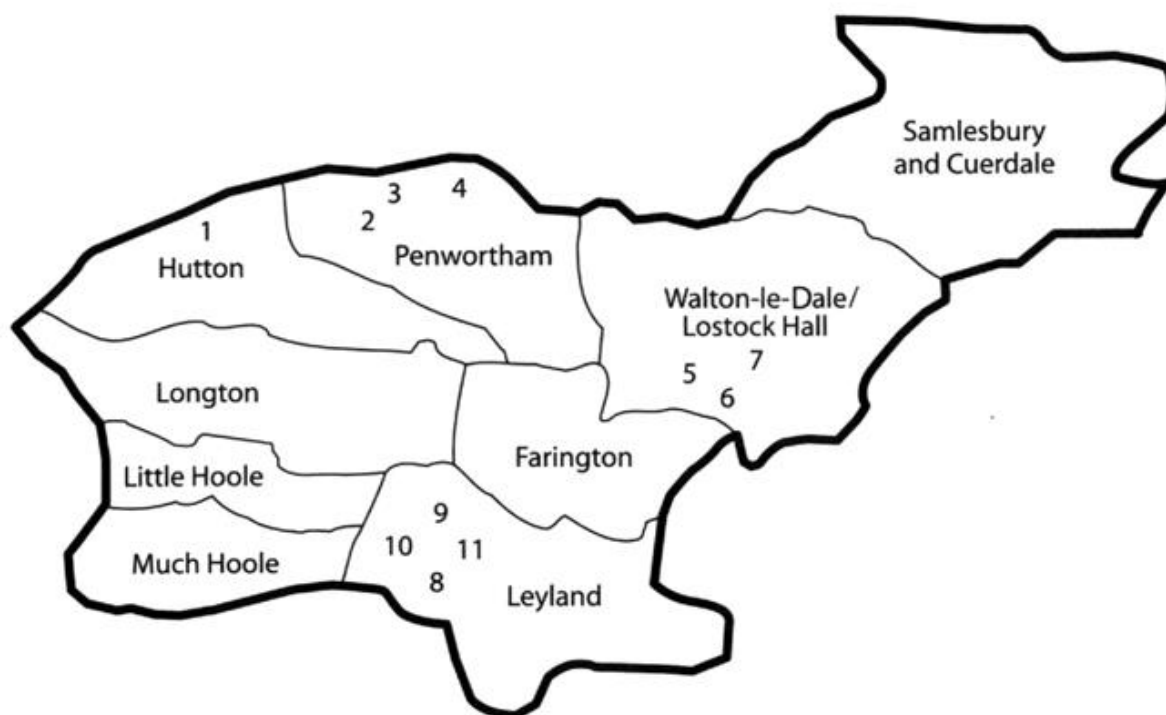 Samlesbury
and Cuerdale
3
4
2
1
Penwortham
Hutton
Walton-le-Dale/
Lostock Hall
7
5
6
Longton
Farington
Little Hoole
9
10
11
Much Hoole
8
Leyland